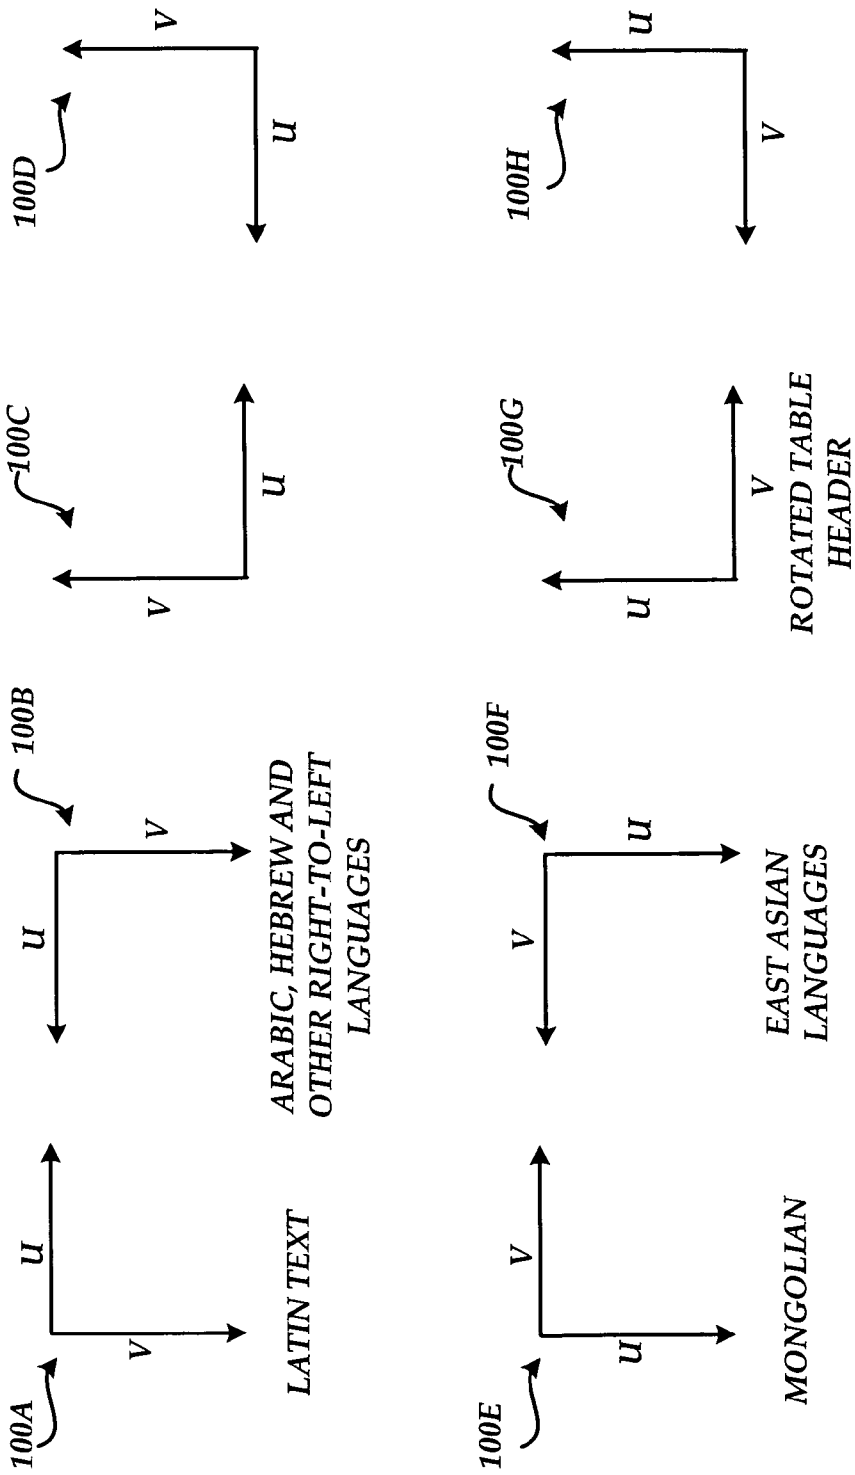 100A
u
v
LATIN TEXT
100B
u
v
ARABIC, HEBREW AND
OTHER RIGHT-TO-LEFT
LANGUAGES
100C
v
u
100D
v
u
100E
v
u
MONGOLIAN
100F
v
u
EAST ASIAN
LANGUAGES
100G
u
v
ROTATED TABLE
HEADER
100H
u
v